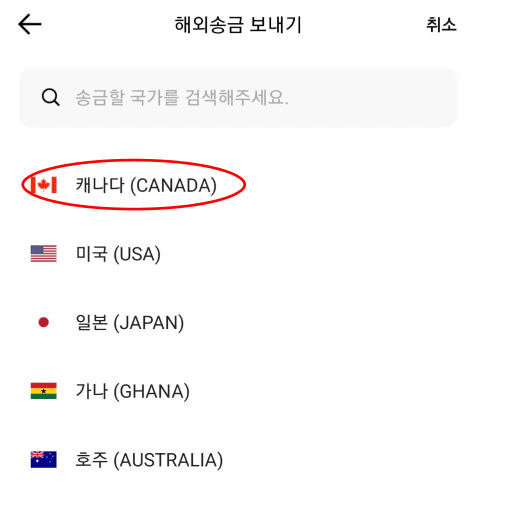 해외송금 보내기 취소
송금할 국가를 검색해주세요.
캐나다 (CANADA)
미국 (USA)
일본 (JAPAN)
가나 (GHANA)
호주 (AUSTRALIA)